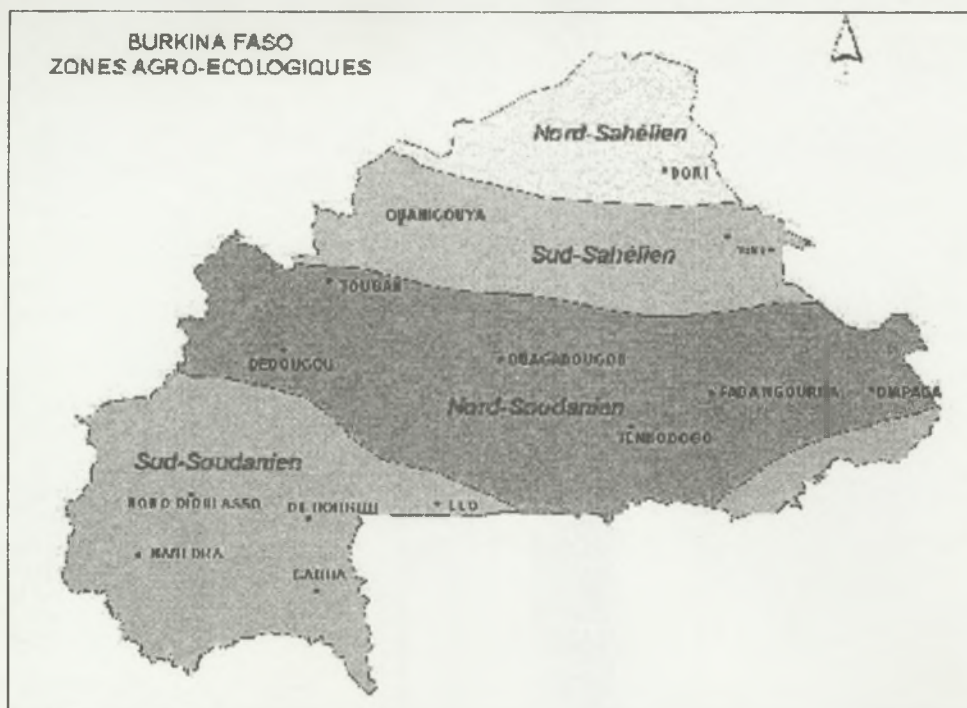 BURKINA FASO
ZONES AGRO-ECOLOGIQUES
Nord-Sahélien
DORI
OUAHIGOUYA
Sud-Sahélien
TOUGAN
DEDOUGOU
OUAGADOUGOU
FADA NGOURMA
DIAPAGA
Nord-Soudanien
TENKODOGO
Sud-Soudanien
BOBO DIOULASSO
LEO
GAOUA